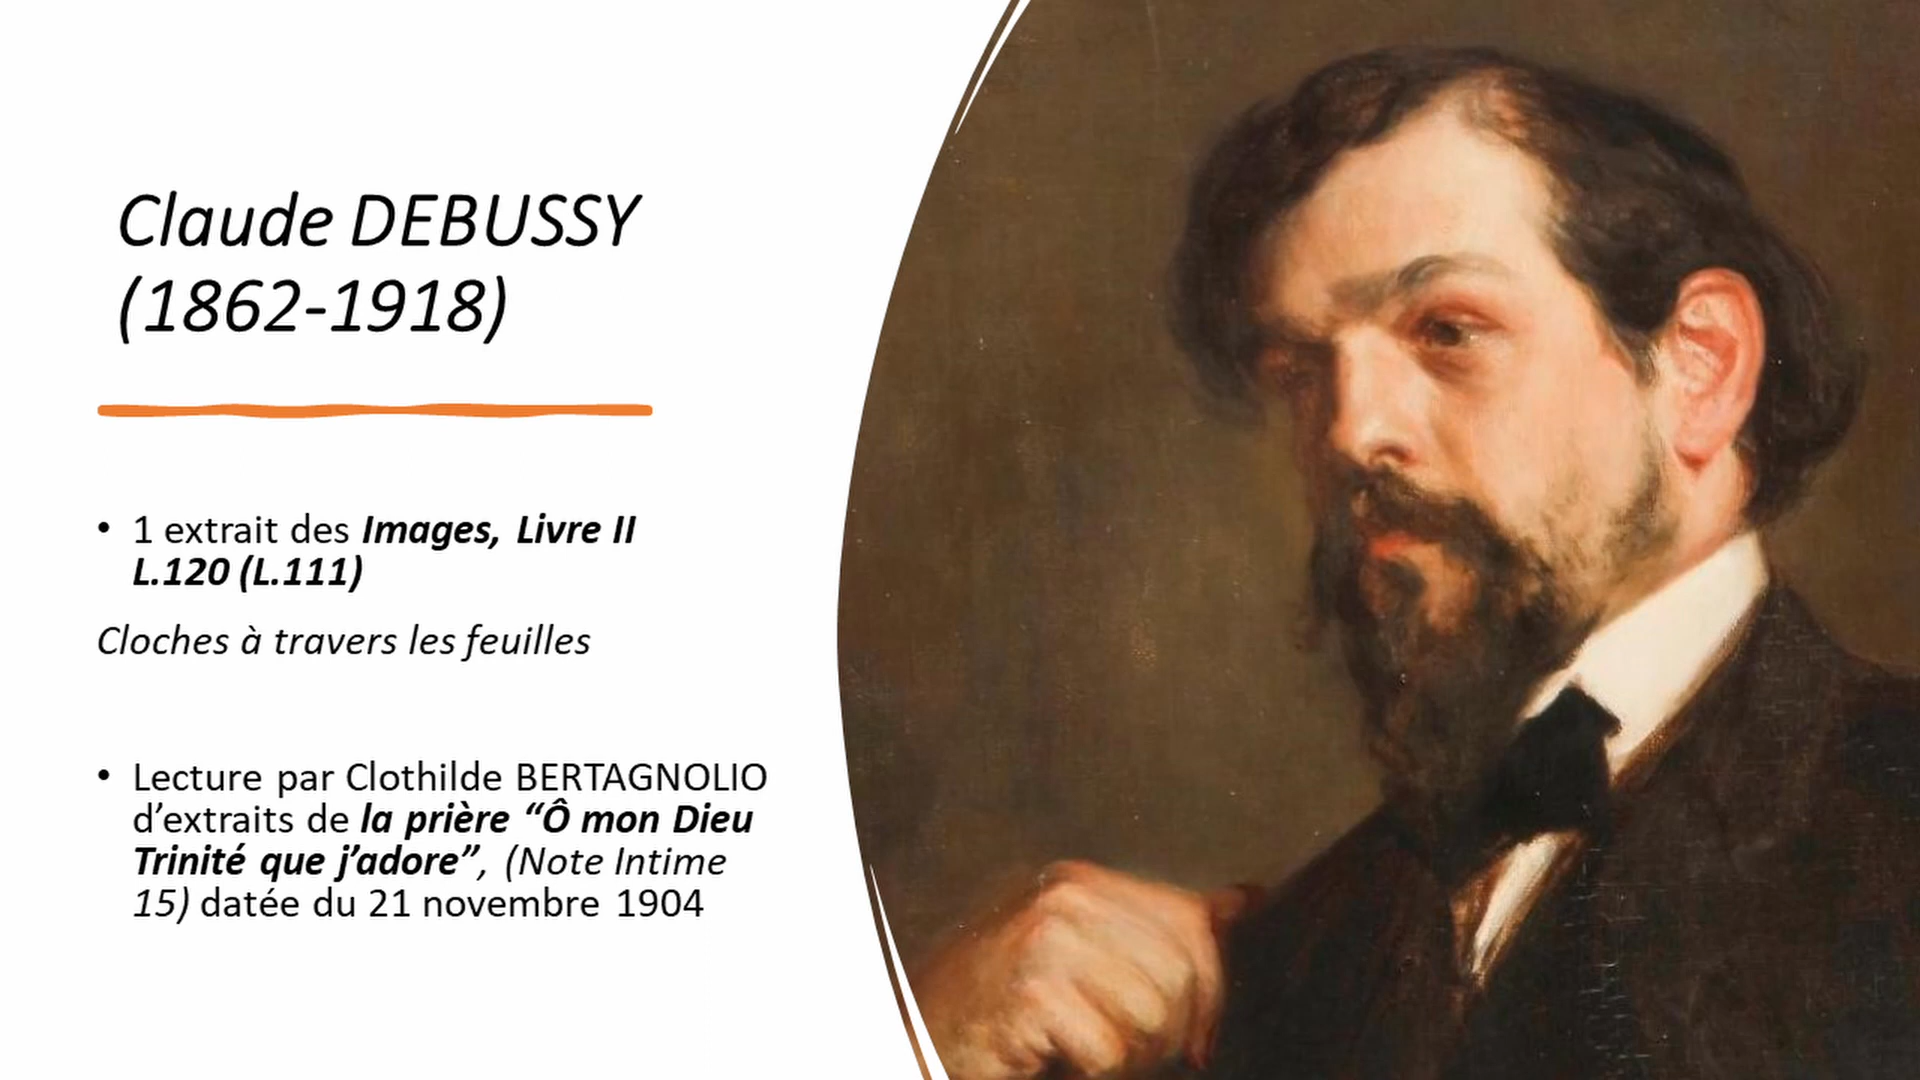 Claude DEBUSSY
(1862-1918)
• 1 extrait des Images, Livre II
L.120 (L.111)
Cloches à travers les feuilles
• Lecture par Clothilde BERTAGNOLIO
d’extraits de la prière “Ô mon Dieu
Trinité que j’adore”, (Note Intime
15) datée du 21 novembre 1904